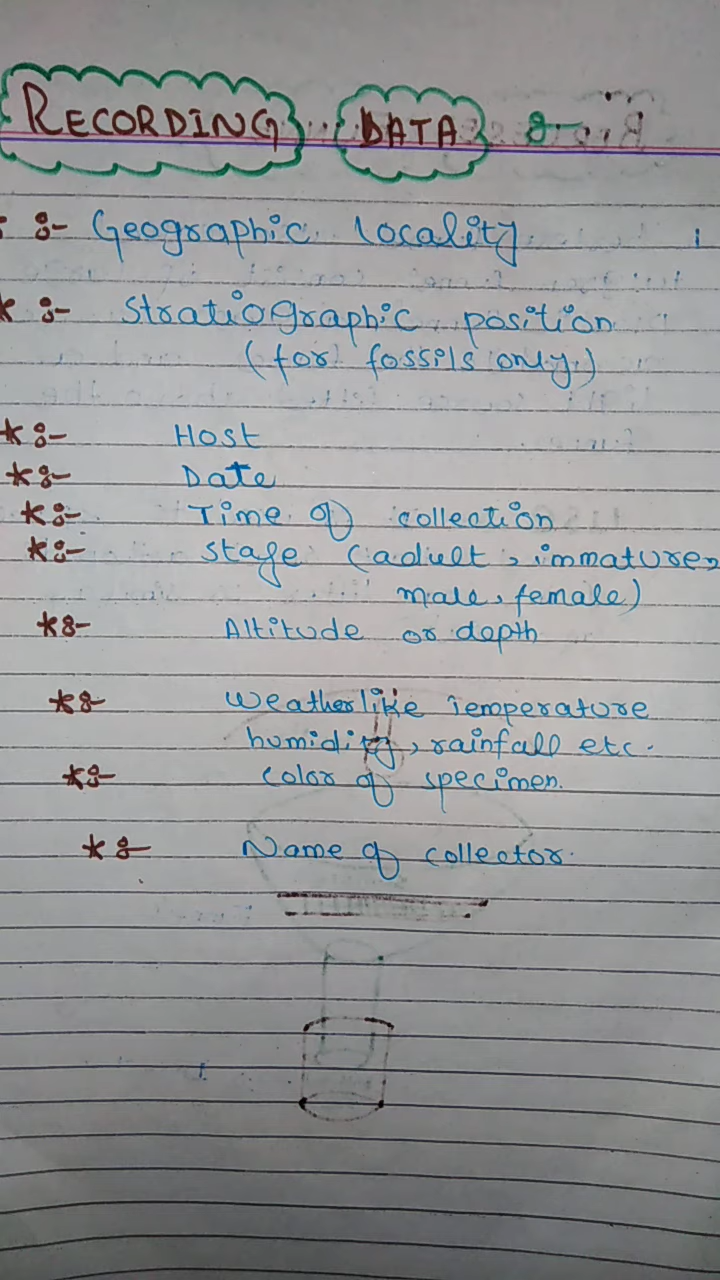 RECORDING DATA :-
:- Geographic locality.
* :- Stratiographic position
(for fossils only.)
* :- Host
* :- Date
* :- Time of collection
* :- Stage (adult, immature,
male, female)
* :- Altitude or depth
* :- Weather like Temperature
humidity, rainfall etc.
* :- color of specimen.
* :- Name of collector.